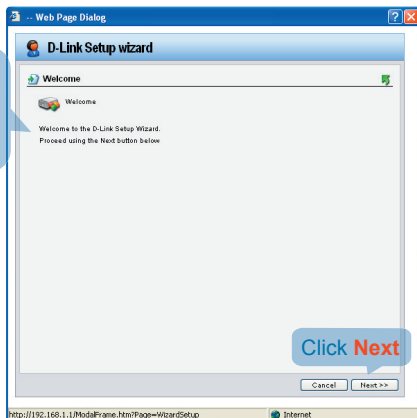 -- Web Page Dialog
D-Link Setup wizard
Welcome
Welcome
Welcome to the D-Link Setup Wizard.
Proceed using the Next button below
Click Next
Cancel
Next >>
http://192.168.1.1/ModalFrame.htm?Page=WizardSetup
Internet